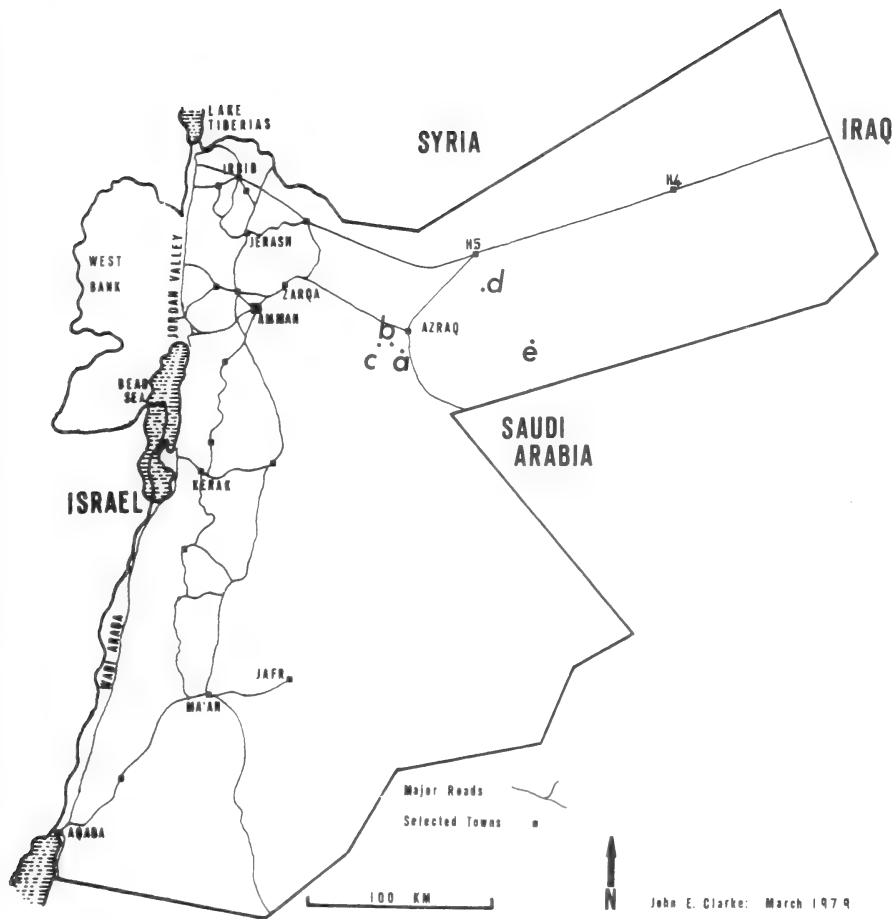 LAKE
TIBERIAS
SYRIA
IRAQ
IRBID
H4
JERASH
H5
WEST
BANK
JORDAN VALLEY
ZARQA
.d
AMMAN
b
AZRAQ
c
a
e
DEAD
SEA
SAUDI
ARABIA
KERAK
ISRAEL
WADI ARABA
JAFR
MA'AN
Major Roads
Selected Towns
AQABA
100 KM
N
John E. Clarke: March 1979